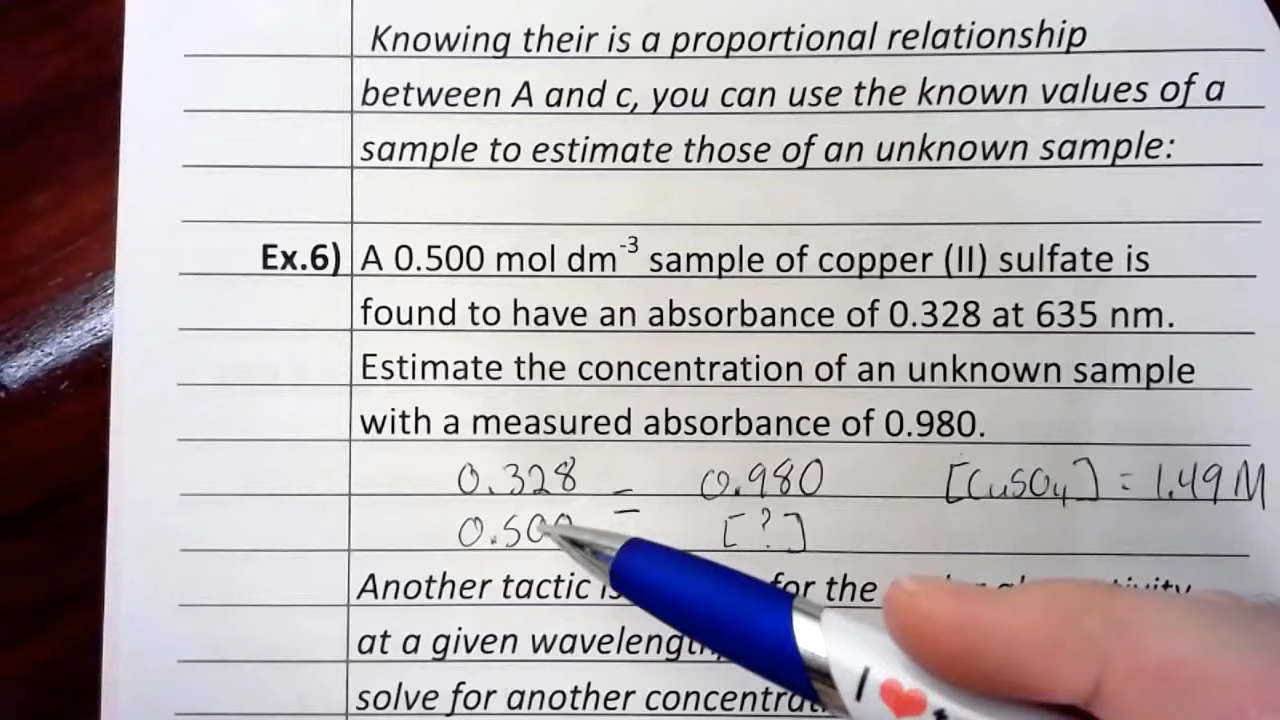 Knowing their is a proportional relationship
between A and c, you can use the known values of a
sample to estimate those of an unknown sample:
Ex.6) A 0.500 mol dm⁻³ sample of copper (II) sulfate is
found to have an absorbance of 0.328 at 635 nm.
Estimate the concentration of an unknown sample
with a measured absorbance of 0.980.
0.328 = 0.980 [CuSO₄] = 1.49 M
0.500 [?]
Another tactic is for the
at a given wavelength
solve for another
I ❤